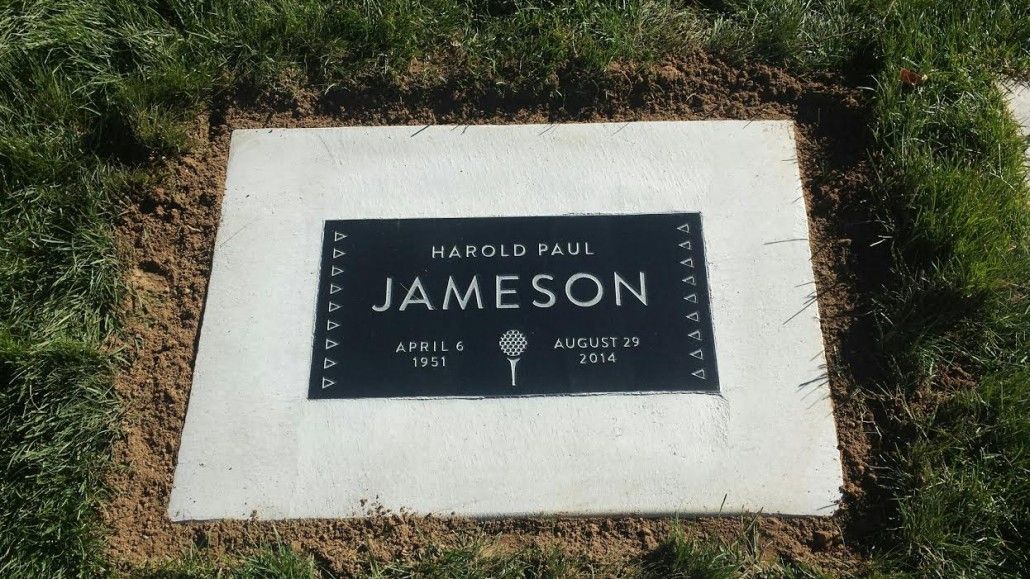 HAROLD PAUL
JAMESON
APRIL 6
1951
AUGUST 29
2014